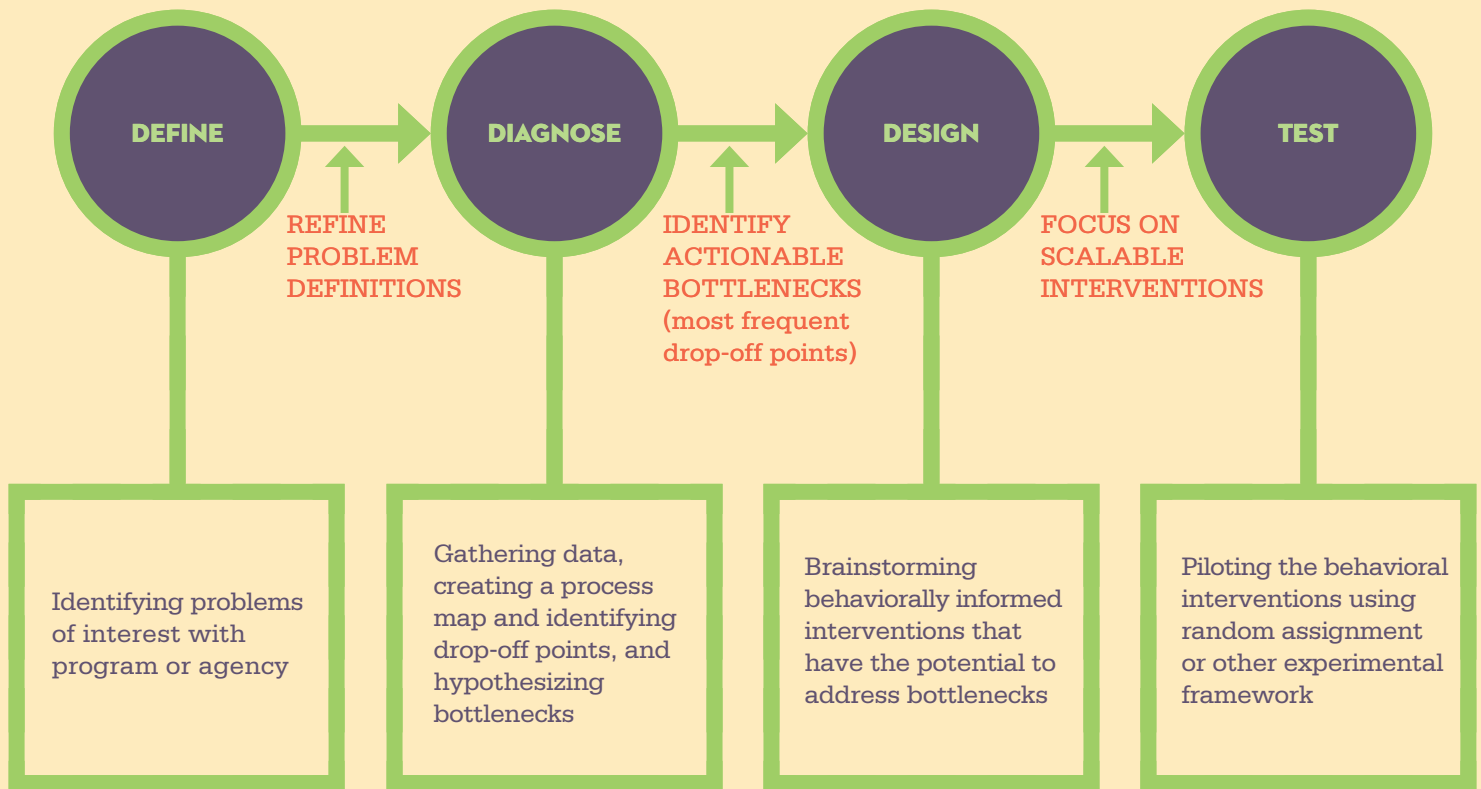 DEFINE
DIAGNOSE
DESIGN
TEST
REFINE
PROBLEM
DEFINITIONS
IDENTIFY
ACTIONABLE
BOTTLENECKS
(most frequent
drop-off points)
FOCUS ON
SCALABLE
INTERVENTIONS
Identifying problems
of interest with
program or agency
Gathering data,
creating a process
map and identifying
drop-off points, and
hypothesizing
bottlenecks
Brainstorming
behaviorally informed
interventions that
have the potential to
address bottlenecks
Piloting the behavioral
interventions using
random assignment
or other experimental
framework